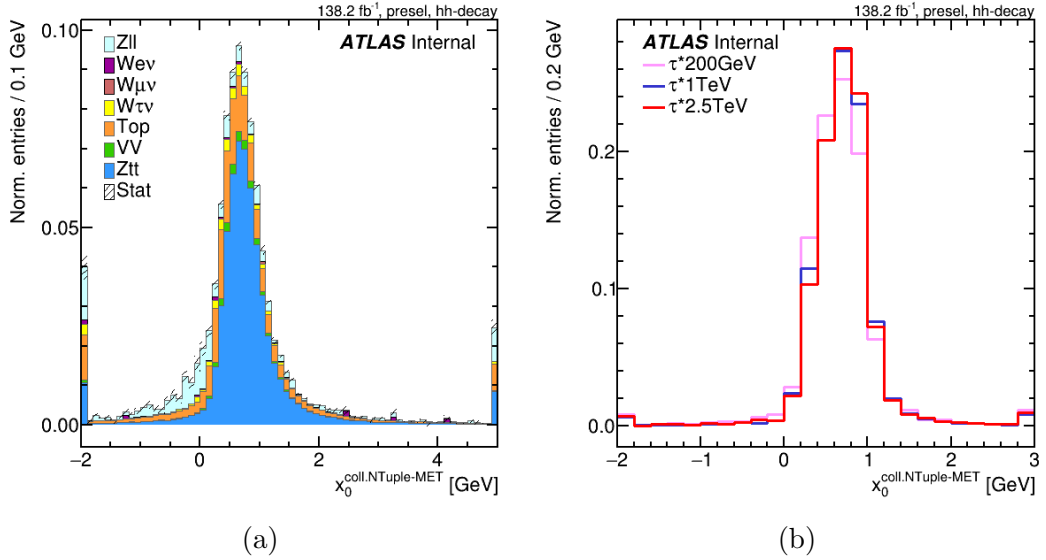 138.2 fb⁻¹, presel, hh-decay
Norm. entries / 0.1 GeV
ATLAS Internal
Zll
Weν
Wμν
Wτν
Top
VV
Ztt
Stat
0.10
0.05
0.00
−2 0 2 4
x₀^coll.NTuple-MET [GeV]
(a)
138.2 fb⁻¹, presel, hh-decay
Norm. entries / 0.2 GeV
ATLAS Internal
τ*200GeV
τ*1TeV
τ*2.5TeV
0.2
0.1
0.0
−2 −1 0 1 2 3
x₀^coll.NTuple-MET [GeV]
(b)